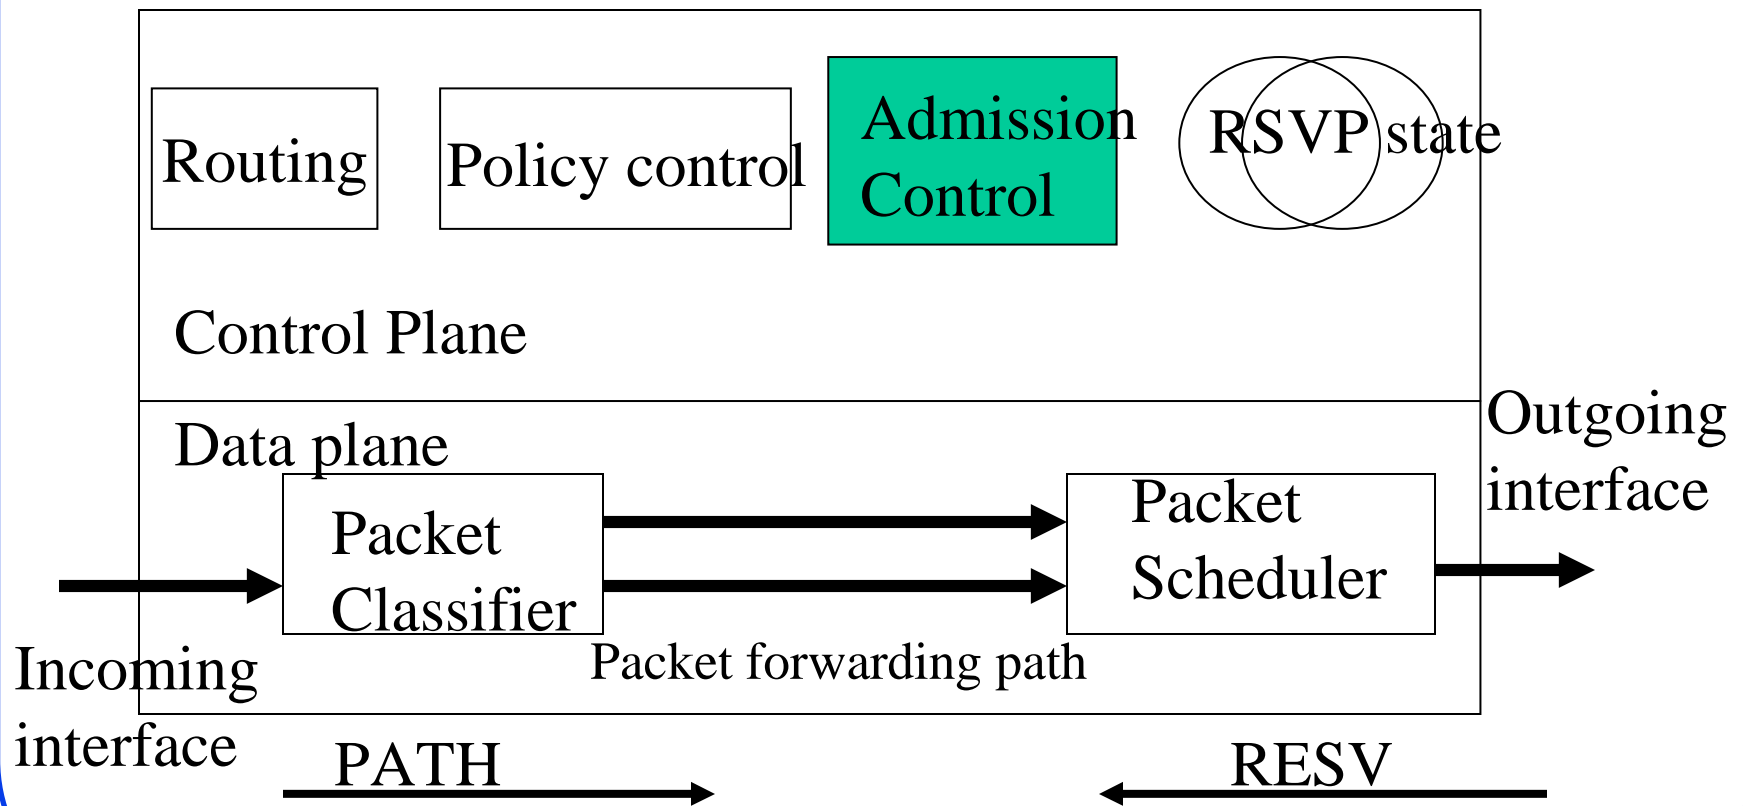 Routing
Policy control
Admission
Control
RSVP state
Control Plane
Data plane
Packet
Classifier
Packet
Scheduler
Outgoing
interface
Packet forwarding path
Incoming
interface
PATH
RESV